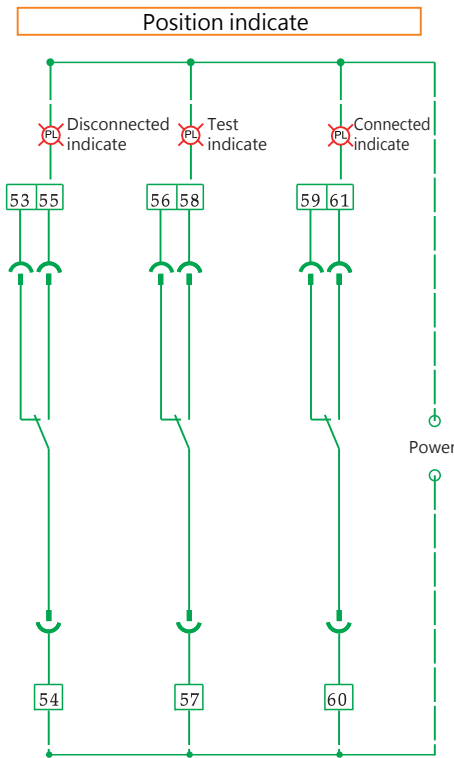 Position indicate
Disconnected
indicate
Test
indicate
Connected
indicate
PL
PL
PL
53 55
56 58
59 61
Power
54
57
60